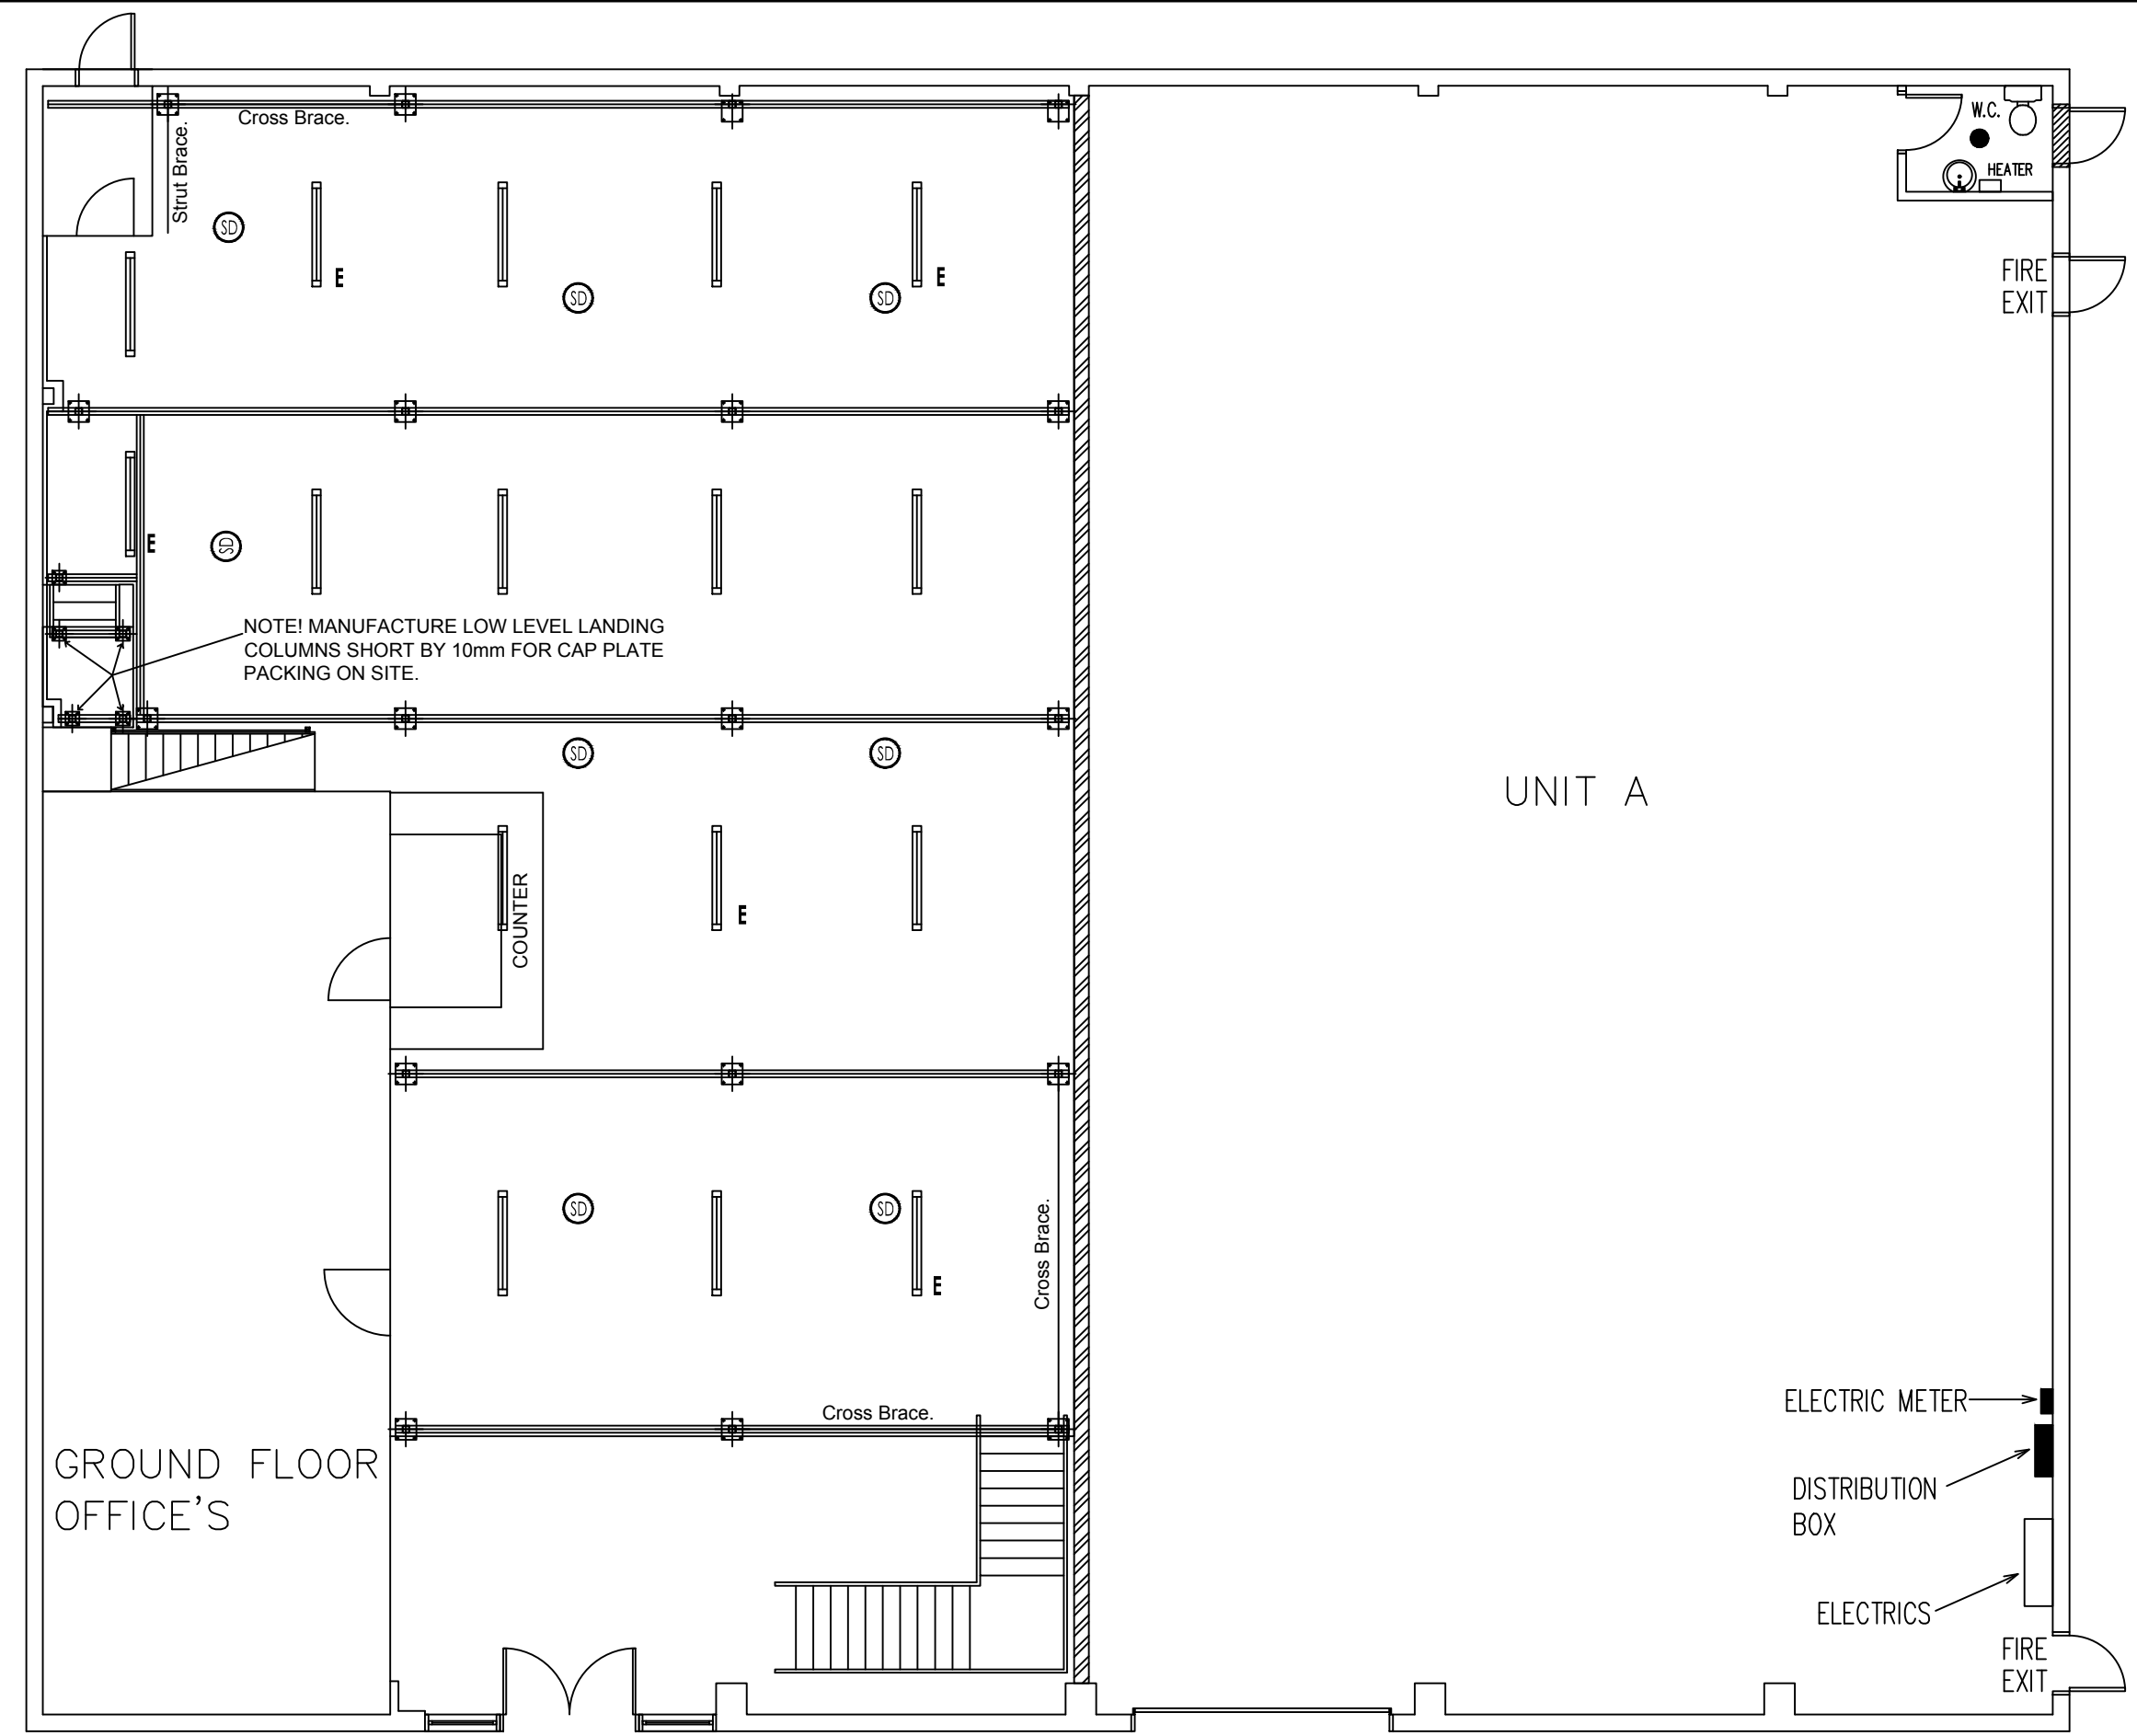 Cross Brace.
Strut Brace.
W.C.
HEATER
SD
E
SD
SD
E
FIRE
EXIT
E
SD
NOTE! MANUFACTURE LOW LEVEL LANDING
COLUMNS SHORT BY 10mm FOR CAP PLATE
PACKING ON SITE.
SD
SD
UNIT A
COUNTER
E
SD
SD
E
Cross Brace.
Cross Brace.
ELECTRIC METER
GROUND FLOOR
OFFICE'S
DISTRIBUTION
BOX
ELECTRICS
FIRE
EXIT